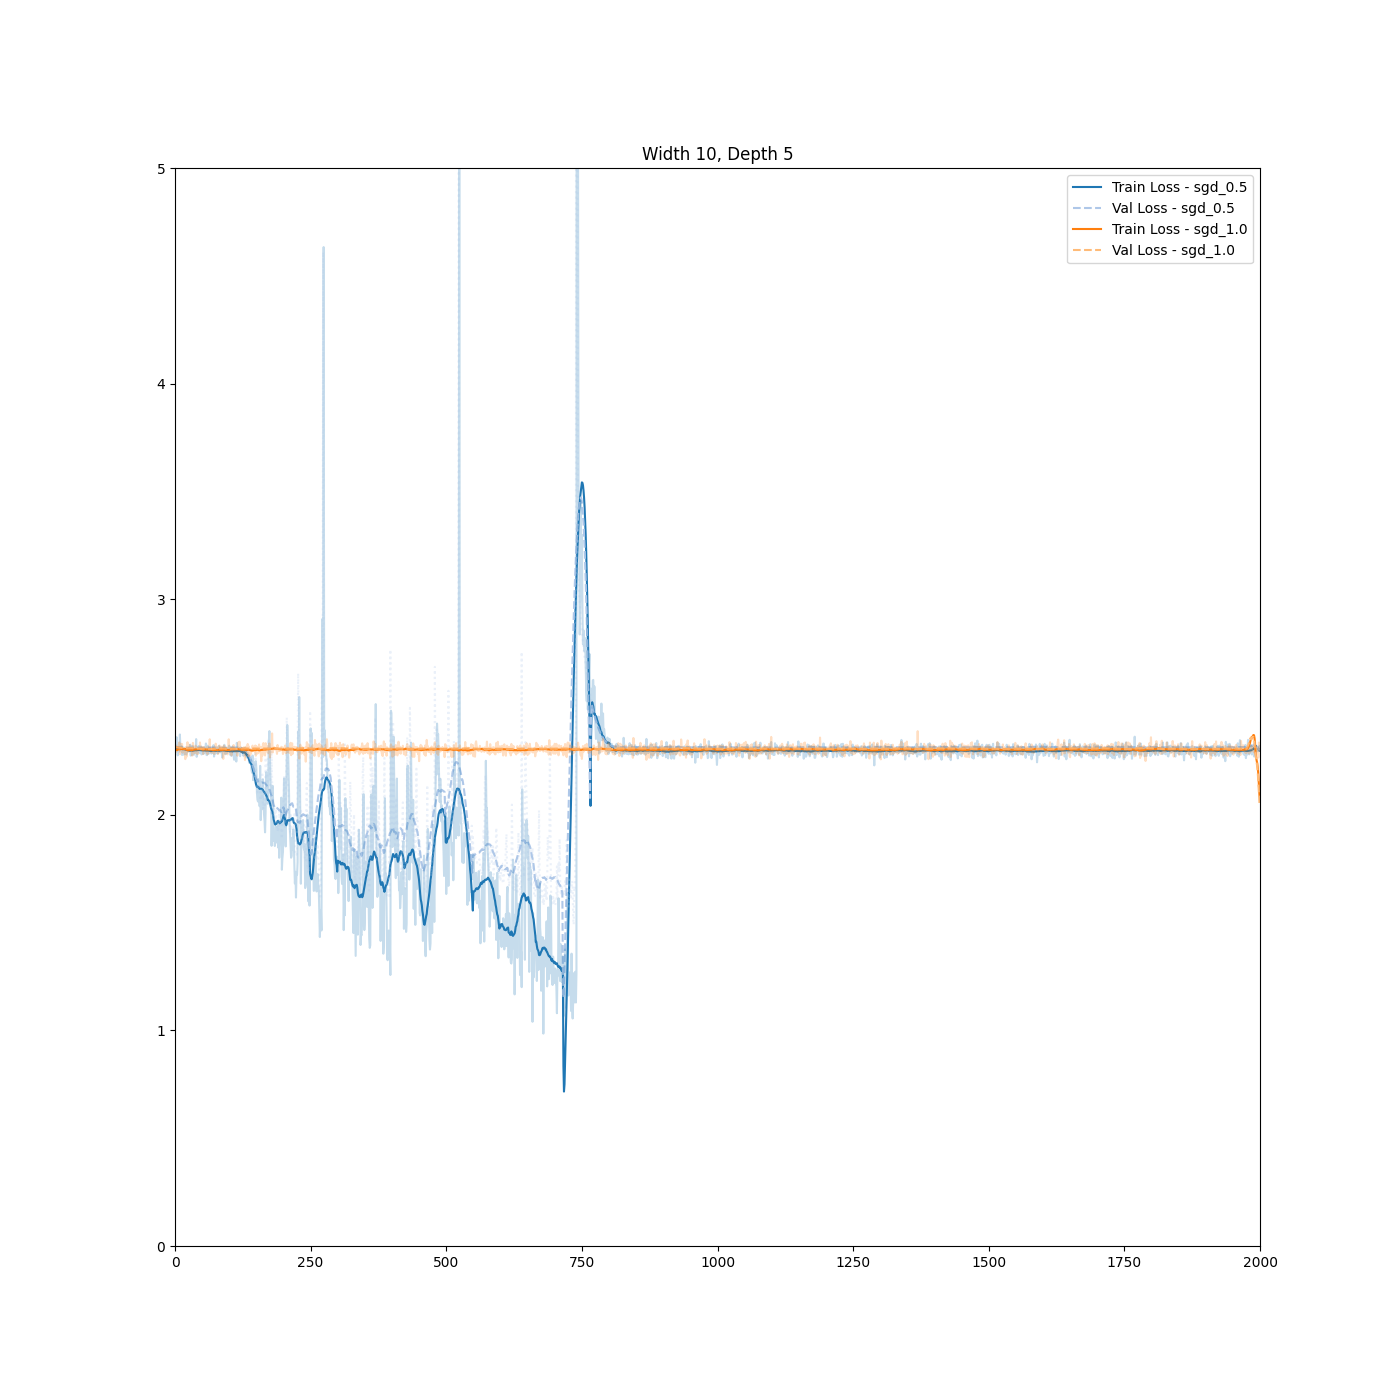 Width 10, Depth 5
5
4
3
2
1
0
0 250 500 750 1000 1250 1500 1750 2000
Train Loss - sgd_0.5
Val Loss - sgd_0.5
Train Loss - sgd_1.0
Val Loss - sgd_1.0